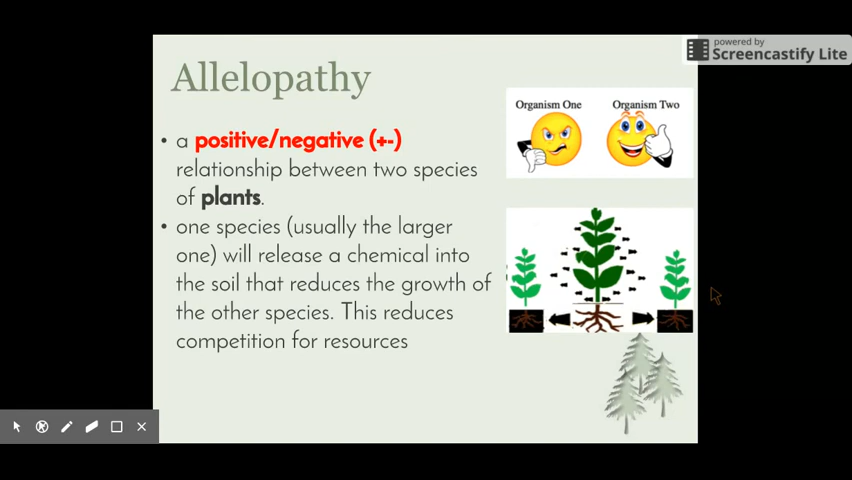 powered by
Screencastify Lite
Allelopathy
Organism One Organism Two
• a positive/negative (+-)
relationship between two species
of plants.
• one species (usually the larger
one) will release a chemical into
the soil that reduces the growth of
the other species. This reduces
competition for resources